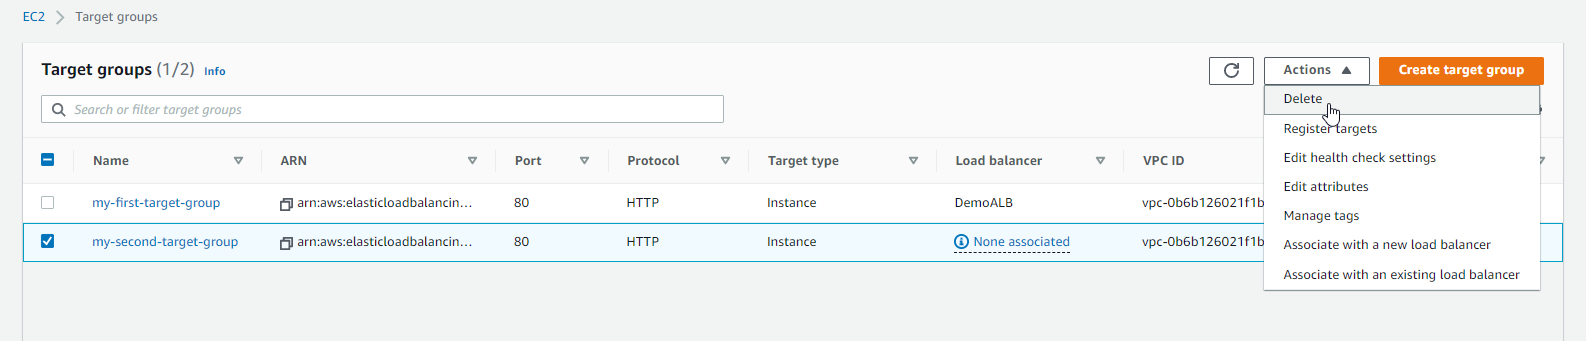 EC2 > Target groups
Target groups (1/2) Info
Actions
Create target group
Search or filter target groups
Delete
Register targets
Edit health check settings
Edit attributes
Manage tags
Associate with a new load balancer
Associate with an existing load balancer
Name ARN Port Protocol Target type Load balancer VPC ID
my-first-target-group arn:aws:elasticloadbalancin... 80 HTTP Instance DemoALB vpc-0b6b126021f1b
my-second-target-group arn:aws:elasticloadbalancin... 80 HTTP Instance None associated vpc-0b6b126021f1b